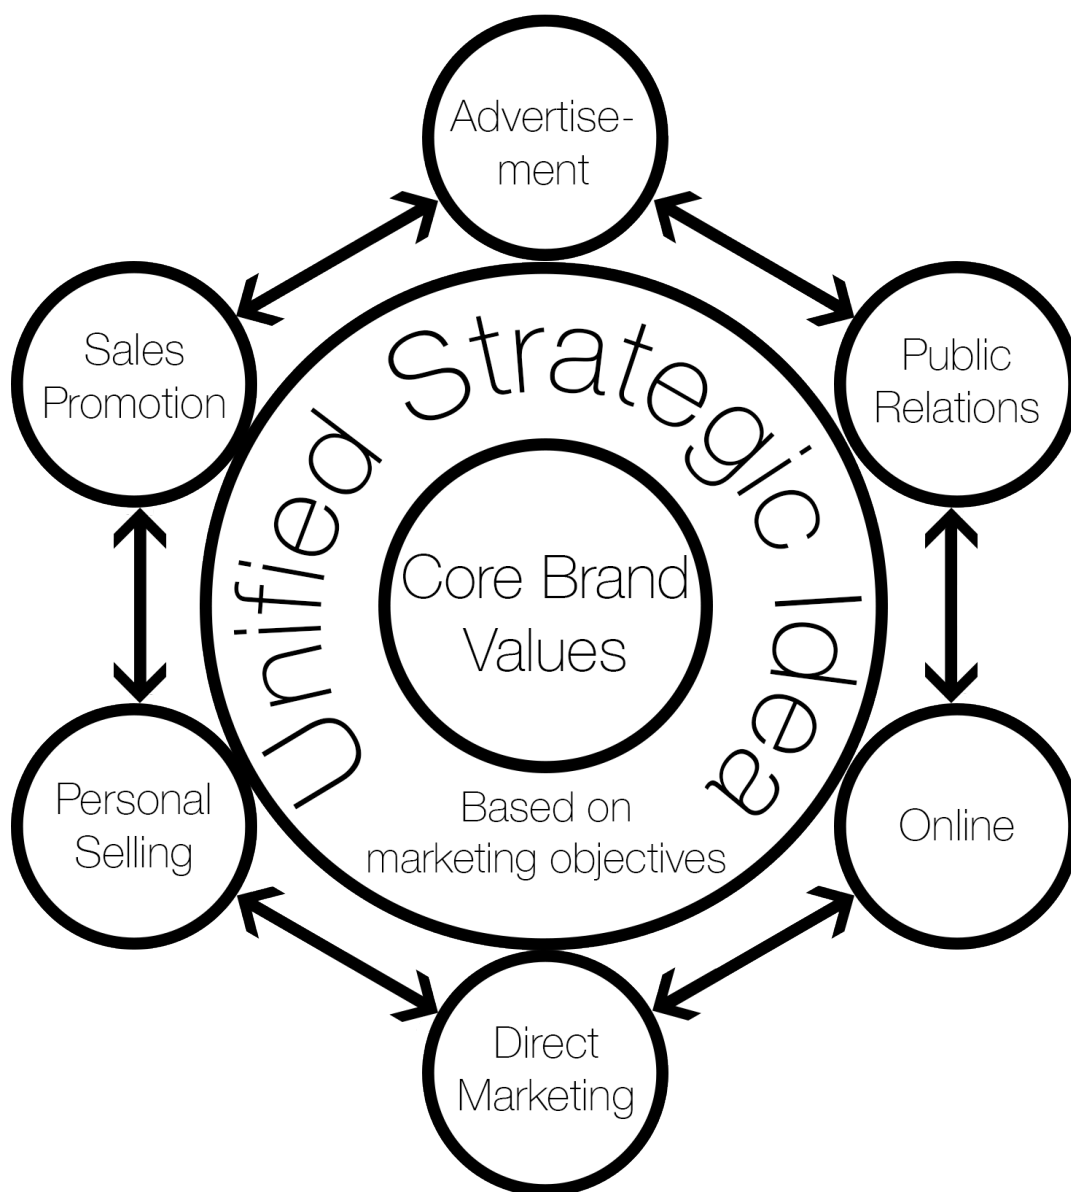 Advertise-
ment
Sales
Promotion
Public
Relations
Unified Strategic Idea
Core Brand
Values
Based on
marketing objectives
Personal
Selling
Online
Direct
Marketing